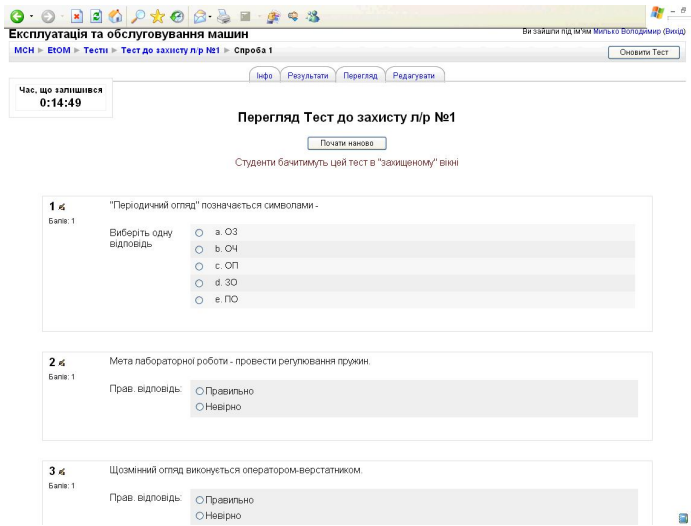 Експлуатація та обслуговування машин
Ви зайшли під ім'ям Милько Володимир (Вихід)
МСН ► ЕtОМ ► Тести ► Тест до захисту л/р №1 ► Спроба 1
Оновити Тест
Інфо Результати Перегляд Редагувати
Час, що залишився
0:14:49
Перегляд Тест до захисту л/р №1
Почати наново
Студенти бачитимуть цей тест в "захищеному" вікні
1
Балів: 1
"Періодичний огляд" позначається символами -
Виберіть одну відповідь
a. ОЗ
b. ОЧ
c. ОП
d. ЗО
e. ПО
2
Балів: 1
Мета лабораторної роботи - провести регулювання пружин.
Прав. відповідь:
Правильно
Невірно
3
Балів: 1
Щозмінний огляд виконується оператором-верстатником.
Прав. відповідь:
Правильно
Невірно